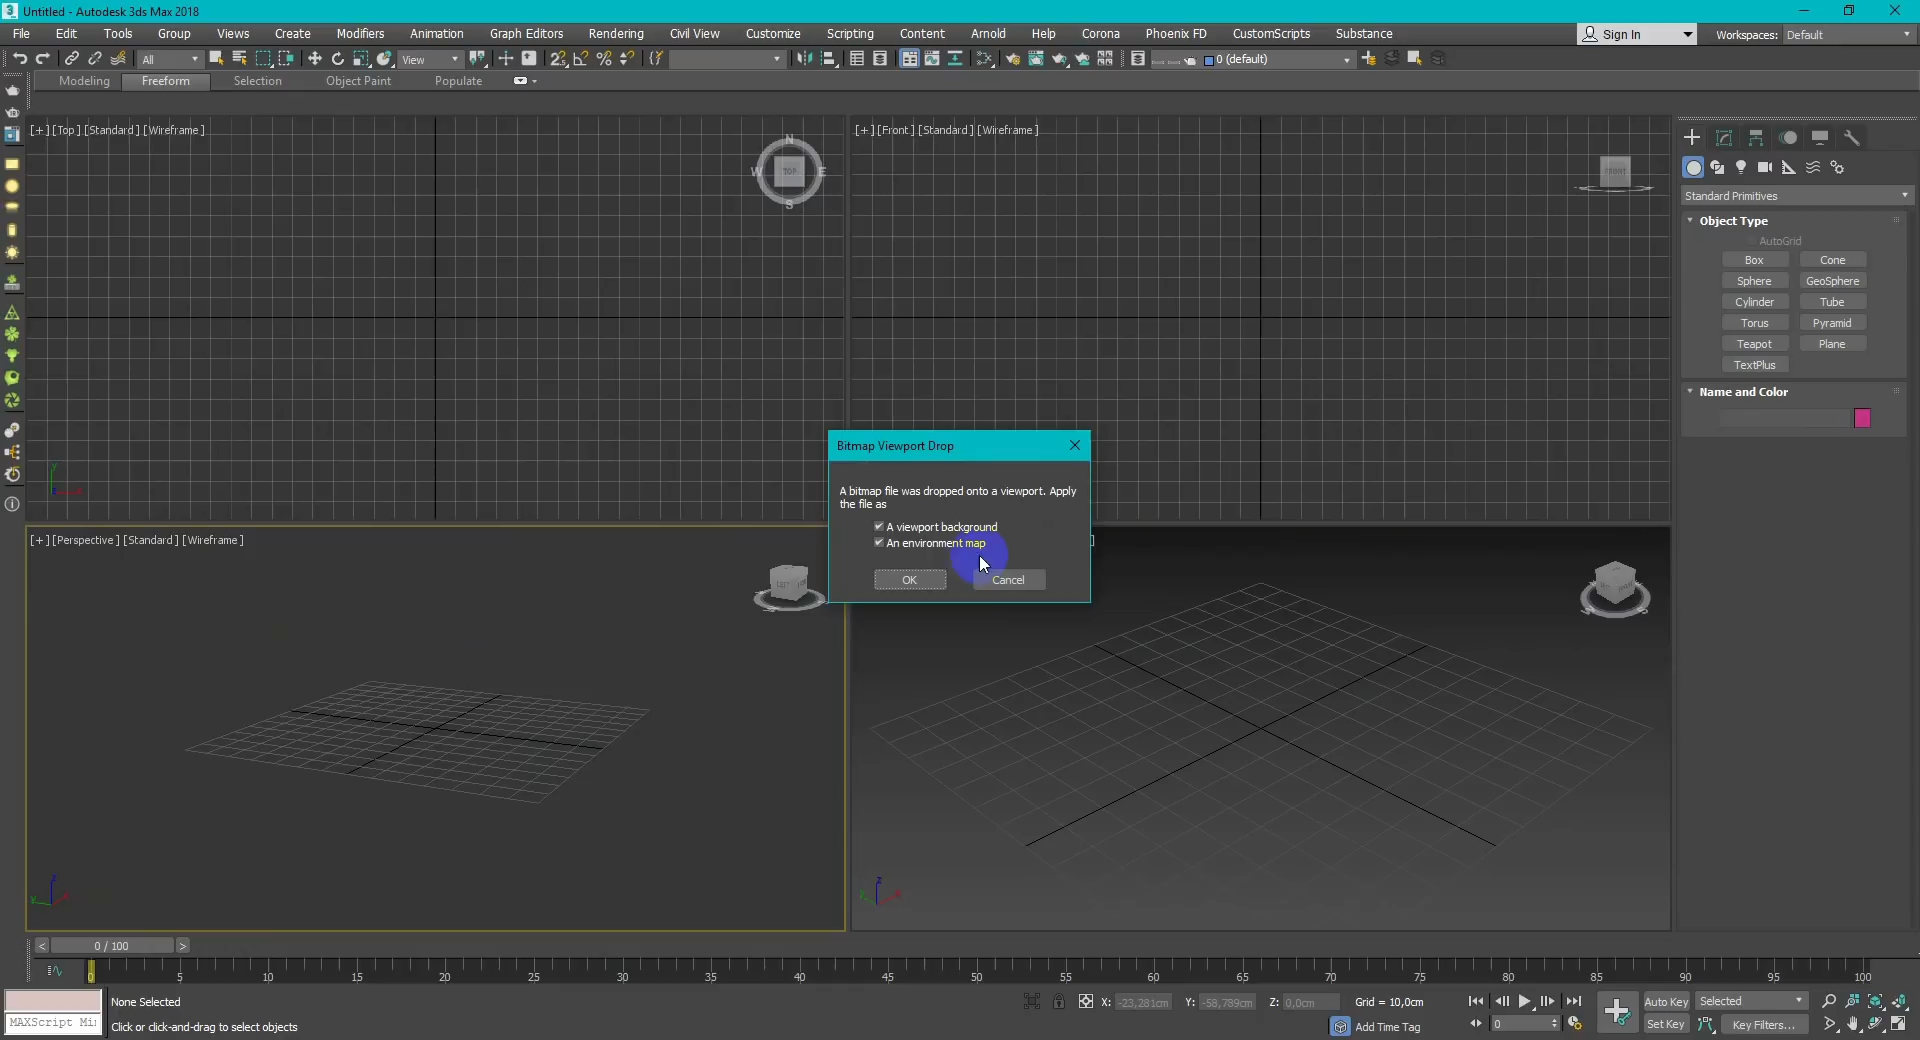 Untitled - Autodesk 3ds Max 2018
File Edit Tools Group Views Create Modifiers Animation Graph Editors Rendering Civil View Customize Scripting Content Arnold Help Corona Phoenix FD CustomScripts Substance Sign In Workspaces: Default
All View 0 (default)
Modeling Freeform Selection Object Paint Populate
[+] [Top] [Standard] [Wireframe]
[+] [Front] [Standard] [Wireframe]
N
W TOP E
S
FRONT
Standard Primitives
Object Type
AutoGrid
Box Cone
Sphere GeoSphere
Cylinder Tube
Torus Pyramid
Teapot Plane
TextPlus
Name and Color
Bitmap Viewport Drop
A bitmap file was dropped onto a viewport. Apply
the file as
A viewport background
An environment map
OK Cancel
[+] [Perspective] [Standard] [Wireframe]
LEFT
0 / 100
0 5 10 15 20 25 30 35 40 45 50 55 60 65 70 75 80 85 90 95 100
None Selected
X: -23,281cm Y: -58,789cm Z: 0,0cm Grid = 10,0cm
Auto Key Selected
MAXScript Mi
Click or click-and-drag to select objects
Add Time Tag
0
Set Key Key Filters...